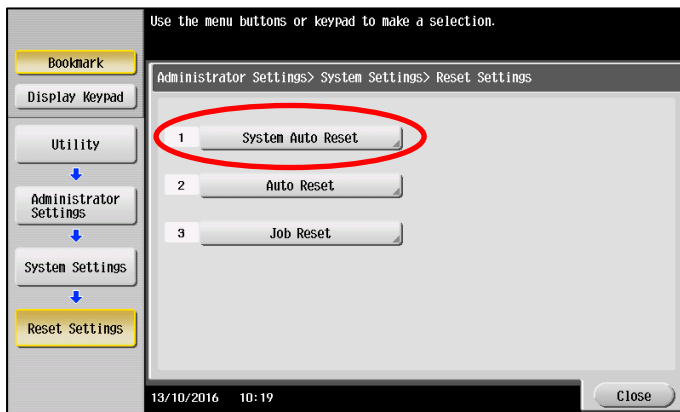 Use the menu buttons or keypad to make a selection.
Bookmark
Display Keypad
Utility
Administrator
Settings
System Settings
Reset Settings
Administrator Settings> System Settings> Reset Settings
1 System Auto Reset
2 Auto Reset
3 Job Reset
13/10/2016 10:19
Close